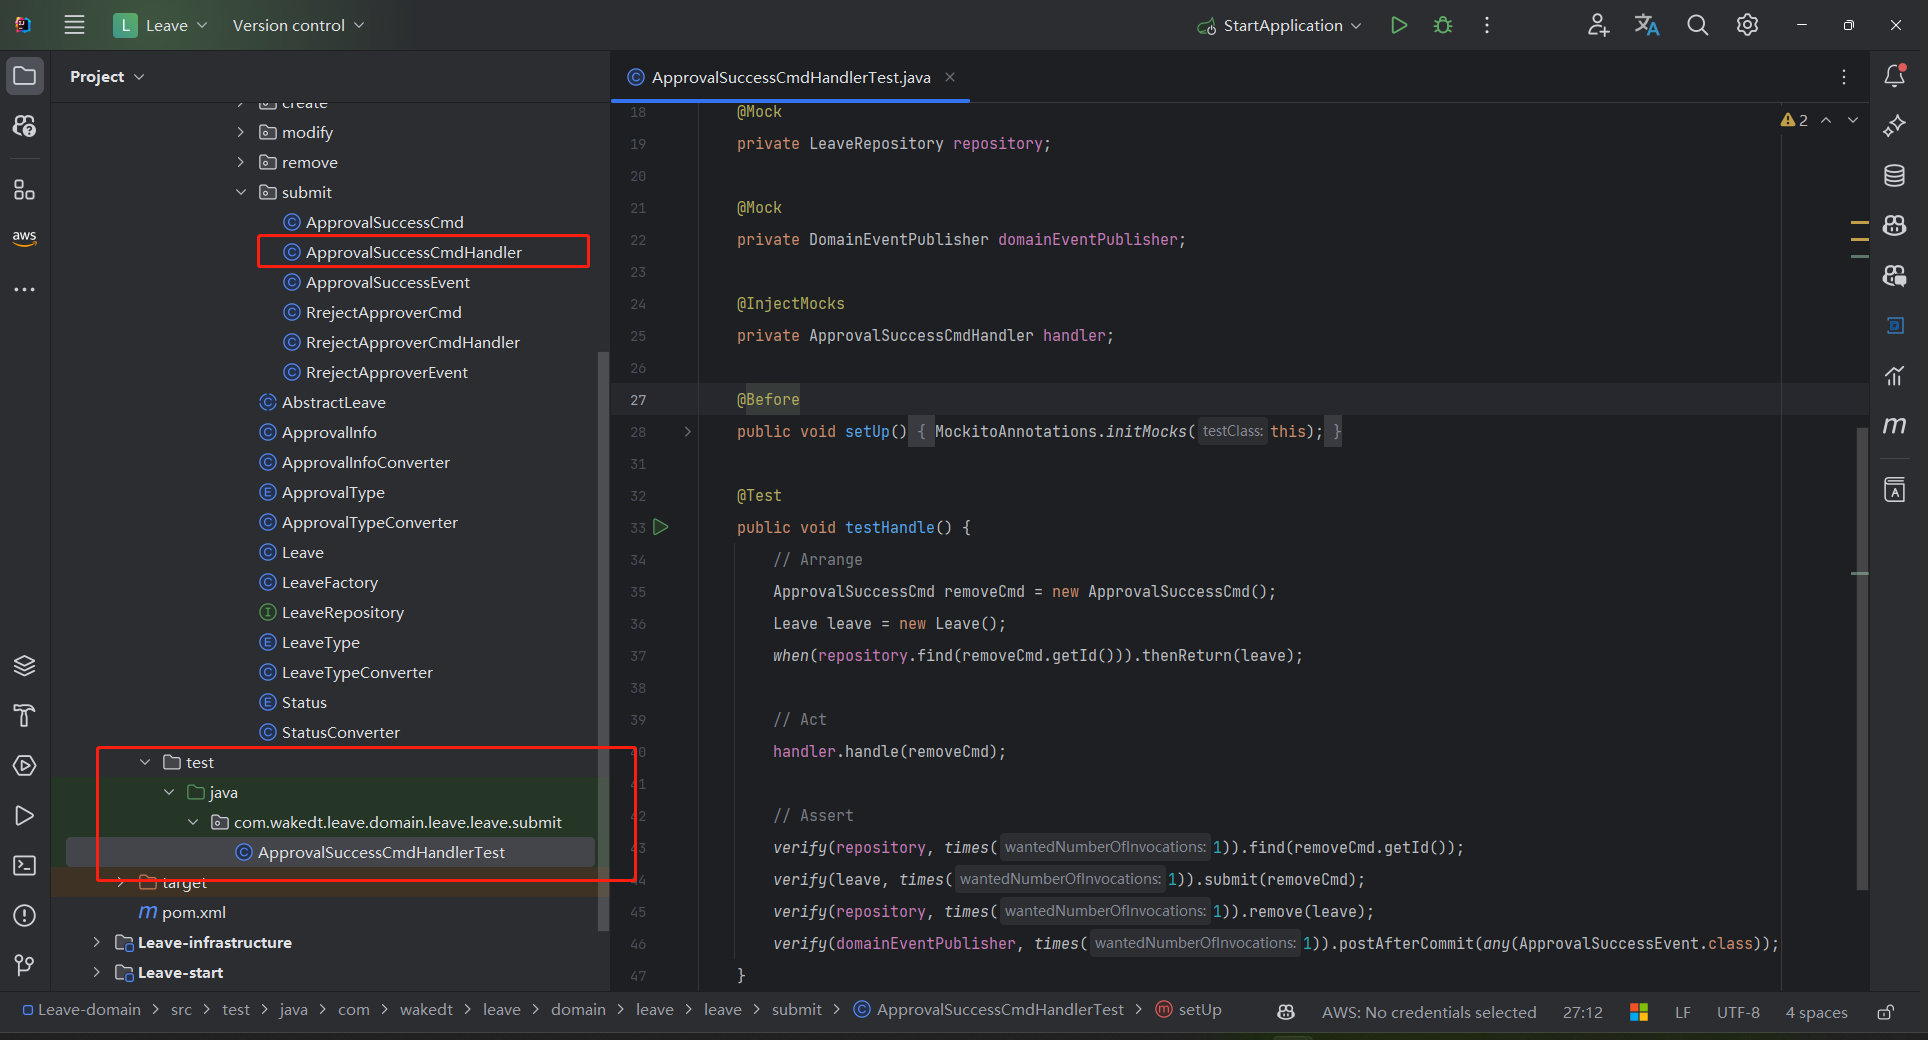 L Leave Version control StartApplication
Project
ApprovalSuccessCmdHandlerTest.java
create
modify
remove
submit
ApprovalSuccessCmd
ApprovalSuccessCmdHandler
ApprovalSuccessEvent
RrejectApproverCmd
RrejectApproverCmdHandler
RrejectApproverEvent
AbstractLeave
ApprovalInfo
ApprovalInfoConverter
ApprovalType
ApprovalTypeConverter
Leave
LeaveFactory
LeaveRepository
LeaveType
LeaveTypeConverter
Status
StatusConverter
test
java
com.wakedt.leave.domain.leave.leave.submit
ApprovalSuccessCmdHandlerTest
target
pom.xml
Leave-infrastructure
Leave-start
aws
2
18 @Mock
19 private LeaveRepository repository;
20
21 @Mock
22 private DomainEventPublisher domainEventPublisher;
23
24 @InjectMocks
25 private ApprovalSuccessCmdHandler handler;
26
27 @Before
28 public void setUp() { MockitoAnnotations.initMocks( testClass: this); }
31
32 @Test
33 public void testHandle() {
34 // Arrange
35 ApprovalSuccessCmd removeCmd = new ApprovalSuccessCmd();
36 Leave leave = new Leave();
37 when(repository.find(removeCmd.getId())).thenReturn(leave);
38
39 // Act
40 handler.handle(removeCmd);
41
42 // Assert
43 verify(repository, times( wantedNumberOfInvocations: 1)).find(removeCmd.getId());
44 verify(leave, times( wantedNumberOfInvocations: 1)).submit(removeCmd);
45 verify(repository, times( wantedNumberOfInvocations: 1)).remove(leave);
46 verify(domainEventPublisher, times( wantedNumberOfInvocations: 1)).postAfterCommit(any(ApprovalSuccessEvent.class));
47 }
Leave-domain > src > test > java > com > wakedt > leave > domain > leave > leave > submit > ApprovalSuccessCmdHandlerTest > setUp
AWS: No credentials selected 27:12 LF UTF-8 4 spaces